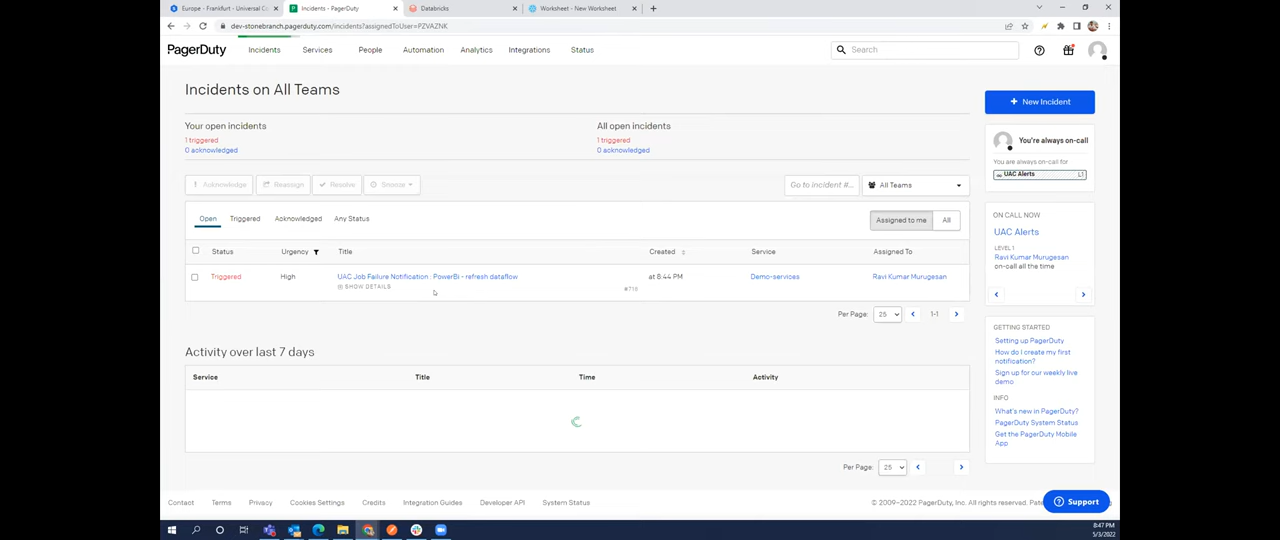 Europe - Frankfurt - Universal Co
Incidents - PagerDuty
Databricks
Worksheet - New Worksheet
dev-stonebranch.pagerduty.com/incidents?assignedToUser=PZVAZNK
PagerDuty
Incidents
Services
People
Automation
Analytics
Integrations
Status
Search
Incidents on All Teams
+ New Incident
Your open incidents
1 triggered
0 acknowledged
All open incidents
1 triggered
0 acknowledged
You're always on-call
You are always on-call for
UAC Alerts
L1
Acknowledge
Reassign
Resolve
Snooze
Go to incident #...
All Teams
Open
Triggered
Acknowledged
Any Status
Assigned to me
All
ON CALL NOW
UAC Alerts
LEVEL 1
Ravi Kumar Murugesan
on-call all the time
Status
Urgency
Title
Created
Service
Assigned To
Triggered
High
UAC Job Failure Notification : PowerBi - refresh dataflow
SHOW DETAILS
at 8:44 PM
Demo-services
Ravi Kumar Murugesan
Per Page:
25
1-1
Activity over last 7 days
Service
Title
Time
Activity
Per Page:
25
GETTING STARTED
Setting up PagerDuty
How do I create my first
notification?
Sign up for our weekly live
demo
INFO
What's new in PagerDuty?
PagerDuty System Status
Get the PagerDuty Mobile
App
Contact
Terms
Privacy
Cookies Settings
Credits
Integration Guides
Developer API
System Status
© 2009–2022 PagerDuty, Inc. All rights reserved.
Support
8:47 PM
5/3/2022